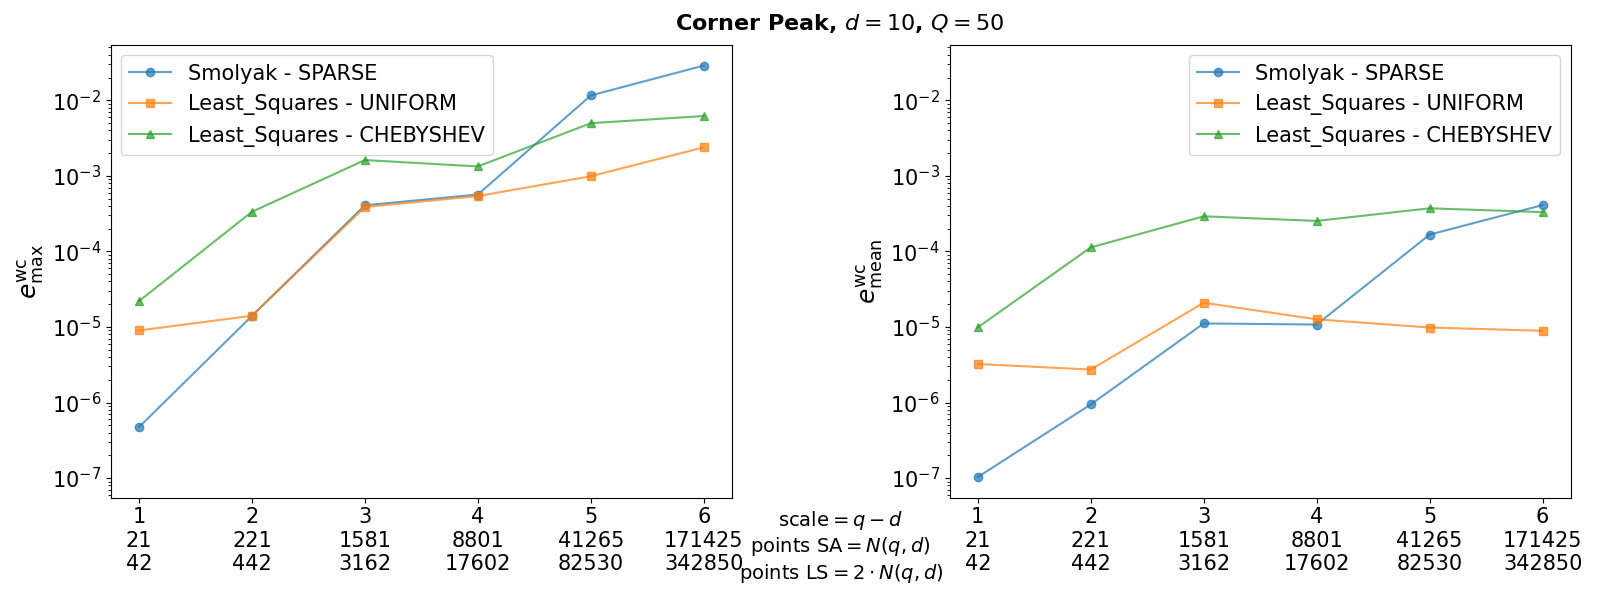 Corner Peak, d = 10, Q = 50
Smolyak - SPARSE
Least_Squares - UNIFORM
Least_Squares - CHEBYSHEV
e^wc_max
10^−2
10^−3
10^−4
10^−5
10^−6
10^−7
1 2 3 4 5 6
21 221 1581 8801 41265 171425
42 442 3162 17602 82530 342850
scale = q − d
points SA = N(q, d)
points LS = 2 · N(q, d)
Smolyak - SPARSE
Least_Squares - UNIFORM
Least_Squares - CHEBYSHEV
e^wc_mean
10^−2
10^−3
10^−4
10^−5
10^−6
10^−7
1 2 3 4 5 6
21 221 1581 8801 41265 171425
42 442 3162 17602 82530 342850